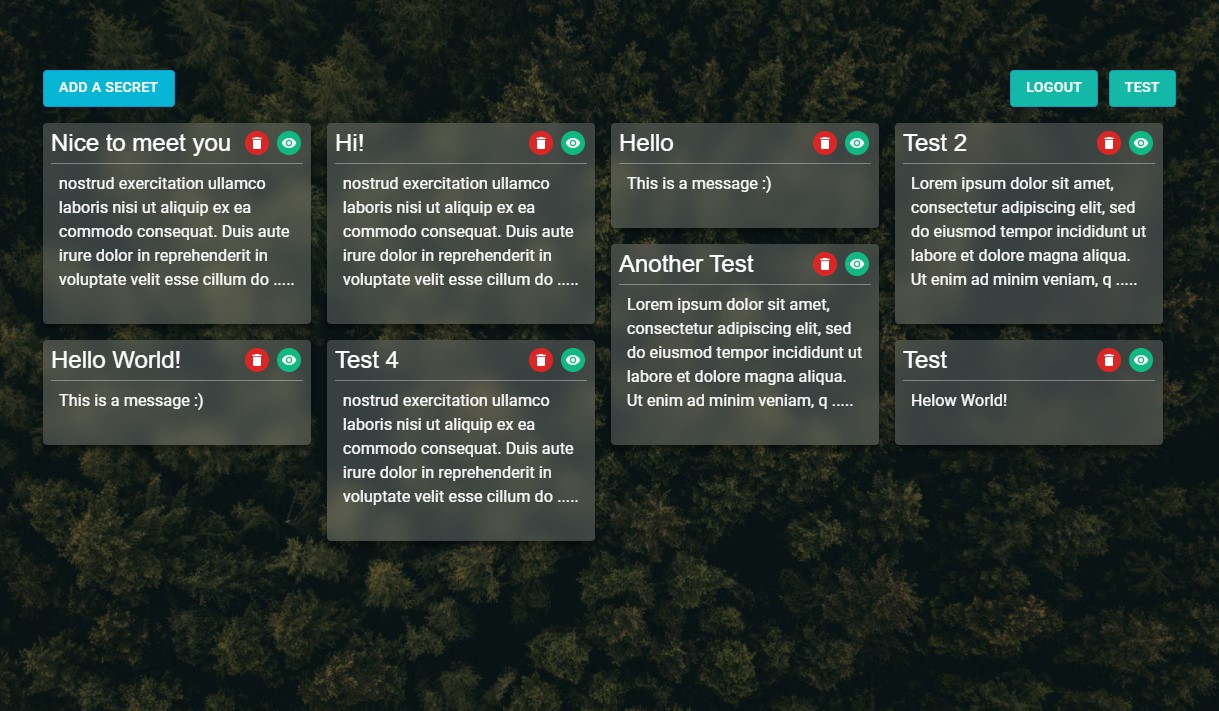 ADD A SECRET
LOGOUT
TEST
Nice to meet you
nostrud exercitation ullamco
laboris nisi ut aliquip ex ea
commodo consequat. Duis aute
irure dolor in reprehenderit in
voluptate velit esse cillum do .....
Hello World!
This is a message :)
Hi!
nostrud exercitation ullamco
laboris nisi ut aliquip ex ea
commodo consequat. Duis aute
irure dolor in reprehenderit in
voluptate velit esse cillum do .....
Test 4
nostrud exercitation ullamco
laboris nisi ut aliquip ex ea
commodo consequat. Duis aute
irure dolor in reprehenderit in
voluptate velit esse cillum do .....
Hello
This is a message :)
Another Test
Lorem ipsum dolor sit amet,
consectetur adipiscing elit, sed
do eiusmod tempor incididunt ut
labore et dolore magna aliqua.
Ut enim ad minim veniam, q .....
Test 2
Lorem ipsum dolor sit amet,
consectetur adipiscing elit, sed
do eiusmod tempor incididunt ut
labore et dolore magna aliqua.
Ut enim ad minim veniam, q .....
Test
Helow World!